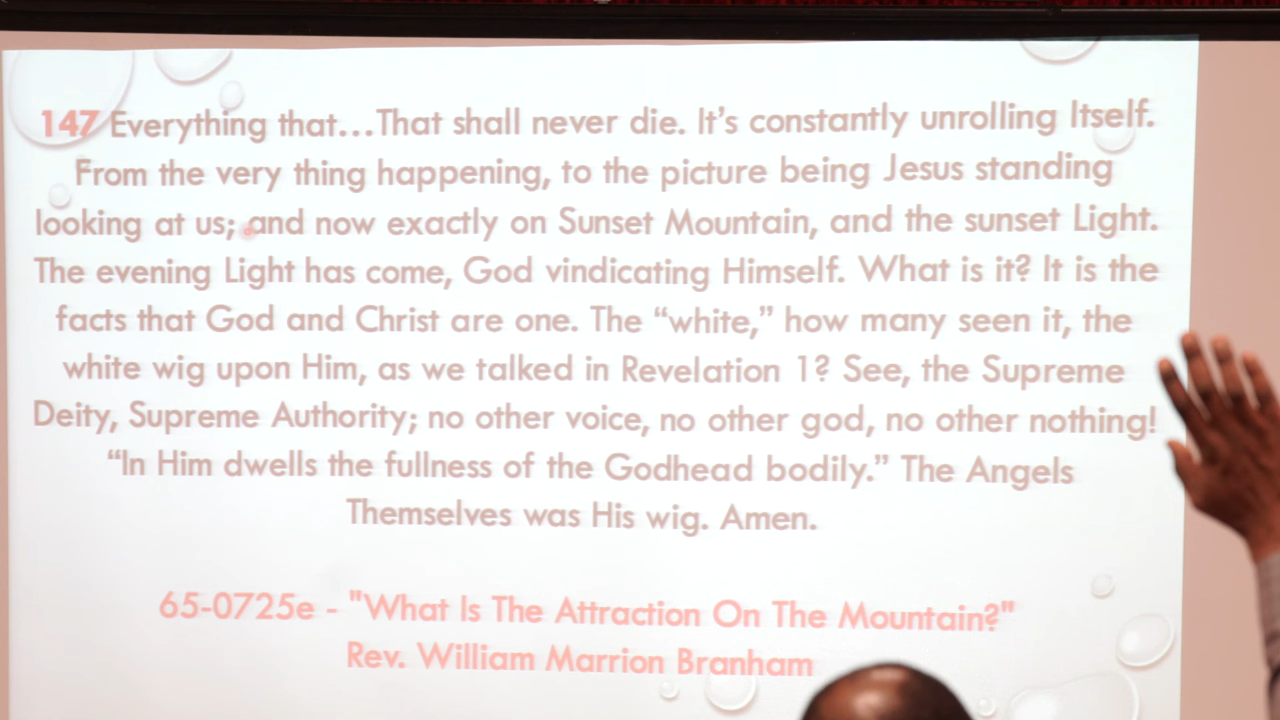 147 Everything that…That shall never die. It’s constantly unrolling Itself.
From the very thing happening, to the picture being Jesus standing
looking at us; and now exactly on Sunset Mountain, and the sunset Light.
The evening Light has come, God vindicating Himself. What is it? It is the
facts that God and Christ are one. The “white,” how many seen it, the
white wig upon Him, as we talked in Revelation 1? See, the Supreme
Deity, Supreme Authority; no other voice, no other god, no other nothing!
“In Him dwells the fullness of the Godhead bodily.” The Angels
Themselves was His wig. Amen.
65-0725e - "What Is The Attraction On The Mountain?"
Rev. William Marrion Branham